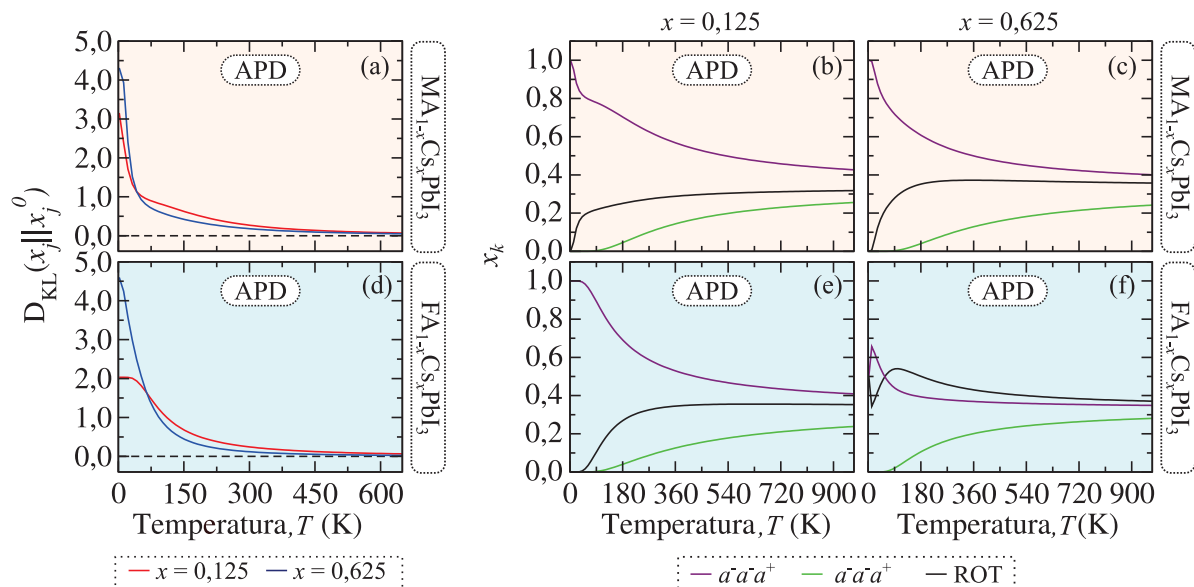 x = 0,125
x = 0,625
5,0
4,0
3,0
2,0
1,0
0,0
APD
(a)
MA1-xCsxPbI3
1,0
0,8
0,6
0,4
0,2
0,0
APD
(b)
APD
(c)
MA1-xCsxPbI3
DKL(xj||xj0)
xk
5,0
4,0
3,0
2,0
1,0
0,0
APD
(d)
FA1-xCsxPbI3
1,0
0,8
0,6
0,4
0,2
0,0
APD
(e)
APD
(f)
FA1-xCsxPbI3
0 150 300 450 600
0 180 360 540 720 900
0 180 360 540 720 900
Temperatura, T (K)
Temperatura, T (K)
Temperatura, T(K)
x = 0,125 x = 0,625
a-a-a+ a-a-a+ ROT